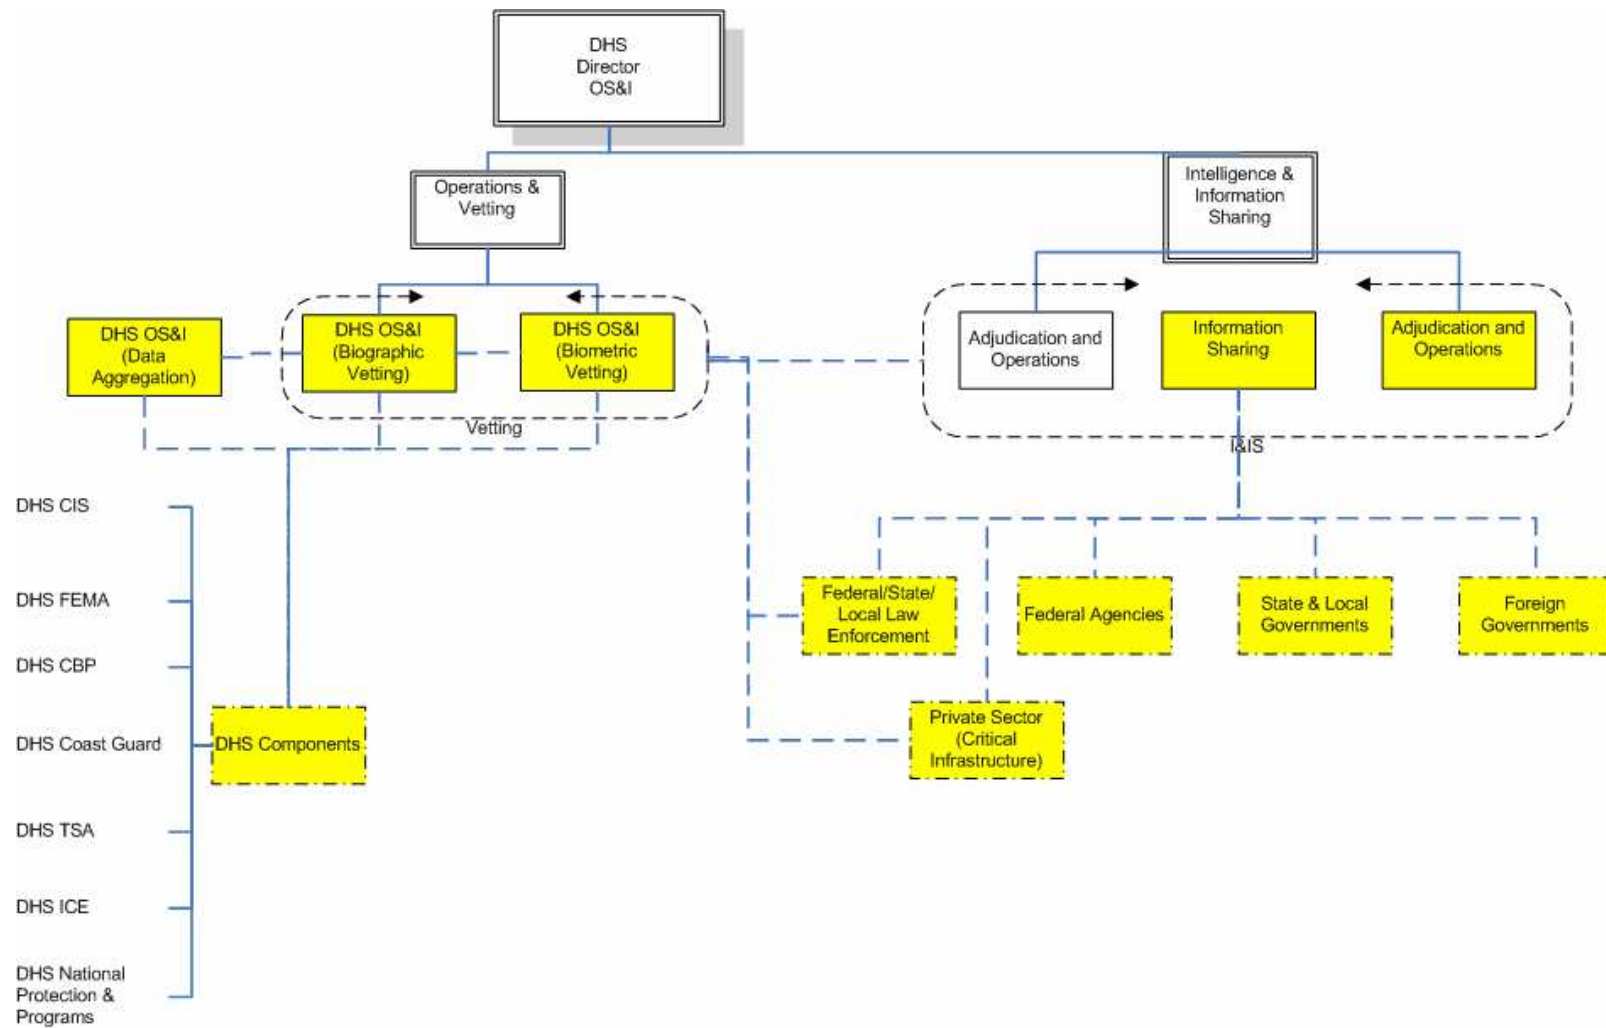 DHS
Director
OS&I
Operations &
Vetting
Intelligence &
Information
Sharing
DHS OS&I
(Data
Aggregation)
DHS OS&I
(Biographic
Vetting)
DHS OS&I
(Biometric
Vetting)
Adjudication and
Operations
Information
Sharing
Adjudication and
Operations
Vetting
I&IS
DHS CIS
DHS FEMA
DHS CBP
DHS Coast Guard
DHS TSA
DHS ICE
DHS National
Protection &
Programs
DHS Components
Federal/State/
Local Law
Enforcement
Federal Agencies
State & Local
Governments
Foreign
Governments
Private Sector
(Critical
Infrastructure)